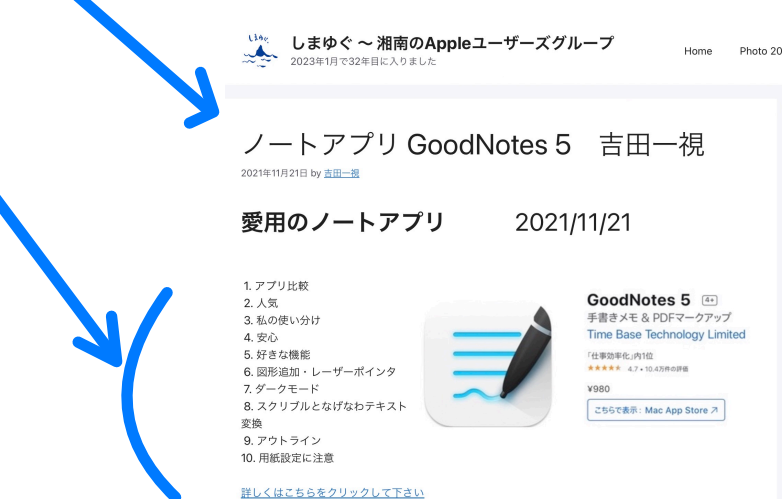 しまゆぐ
しまゆぐ 〜 湘南のAppleユーザーズグループ
2023年1月で32年目に入りました
Home Photo 20
ノートアプリ GoodNotes 5 吉田一視
2021年11月21日 by 吉田一視
愛用のノートアプリ 2021/11/21
1. アプリ比較
2. 人気
3. 私の使い分け
4. 安心
5. 好きな機能
6. 図形追加・レーザーポインタ
7. ダークモード
8. スクリブルとなげなわテキスト
変換
9. アウトライン
10. 用紙設定に注意
詳しくはこちらをクリックして下さい
GoodNotes 5 4+
手書きメモ & PDFマークアップ
Time Base Technology Limited
「仕事効率化」内1位
★★★★★ 4.7 • 10.4万件の評価
¥980
こちらで表示: Mac App Store ↗